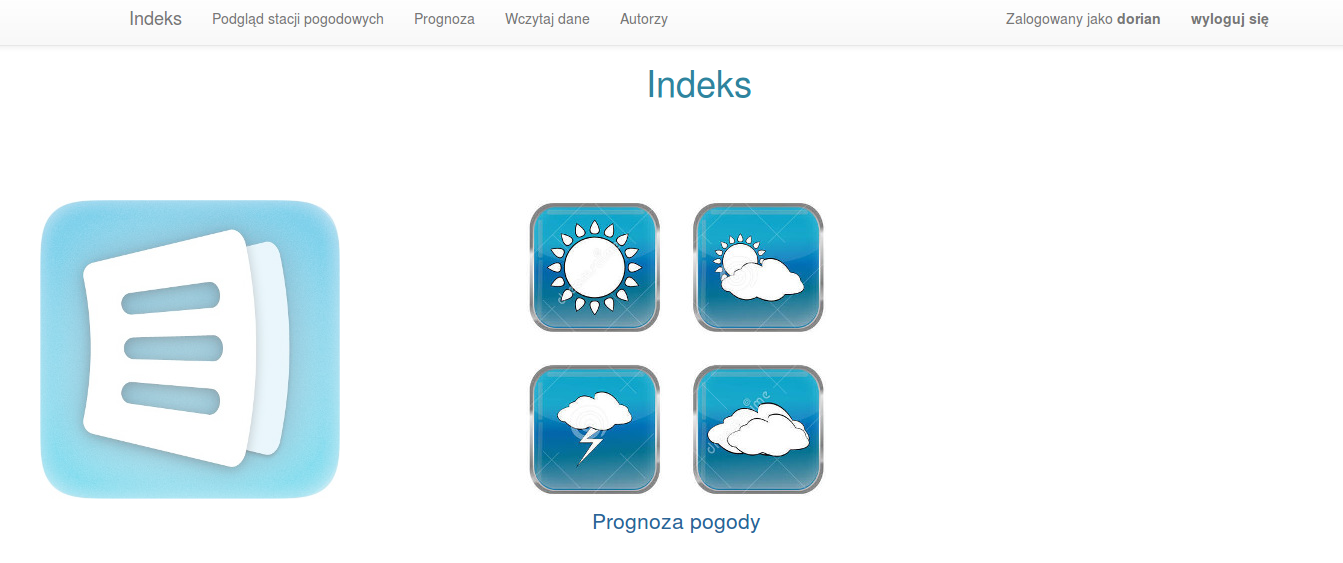 Indeks Podgląd stacji pogodowych Prognoza Wczytaj dane Autorzy Zalogowany jako dorian wyloguj się
Indeks
Prognoza pogody